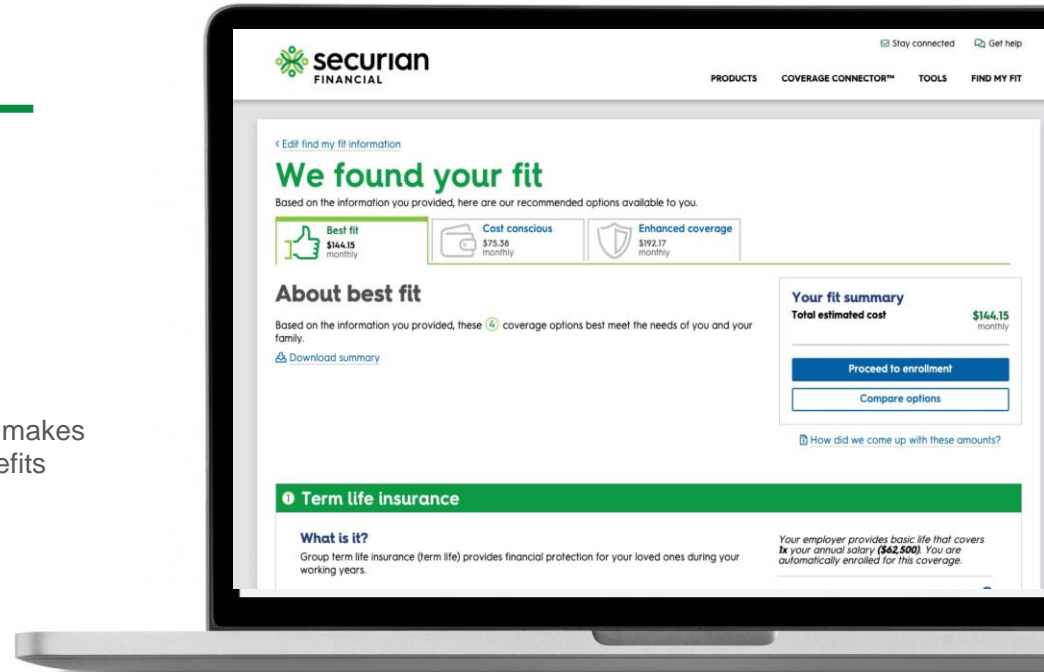 makes
efits
securian
FINANCIAL
Stay connected
Get help
PRODUCTS
COVERAGE CONNECTOR™
TOOLS
FIND MY FIT
< Edit find my fit information
We found your fit
Based on the information you provided, here are our recommended options available to you.
Best fit
$144.15
monthly
Cost conscious
$75.38
monthly
Enhanced coverage
$192.17
monthly
About best fit
Based on the information you provided, these 4 coverage options best meet the needs of you and your
family.
Download summary
Your fit summary
Total estimated cost
$144.15
monthly
Proceed to enrollment
Compare options
How did we come up with these amounts?
1 Term life insurance
What is it?
Group term life insurance (term life) provides financial protection for your loved ones during your
working years.
Your employer provides basic life that covers
1x your annual salary ($62,500). You are
automatically enrolled for this coverage.